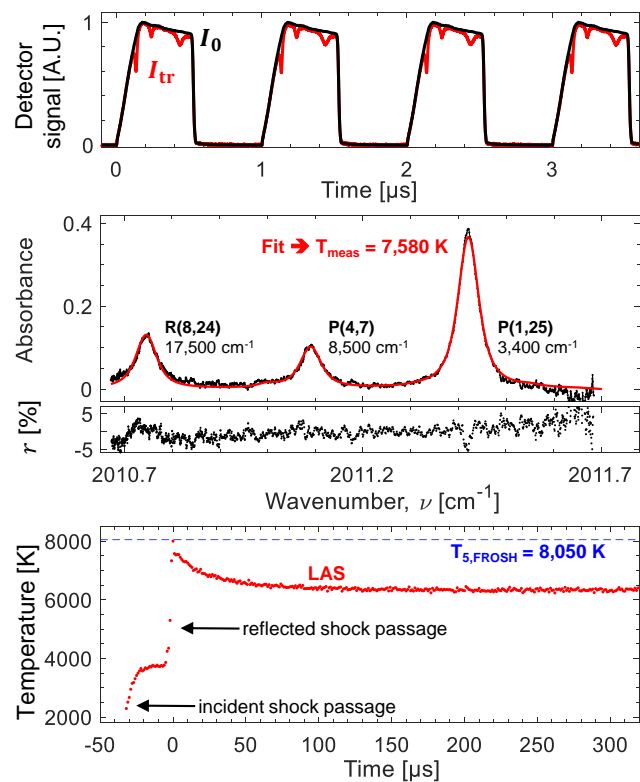 Detector
signal [A.U.]
1
0
I₀
Iₜᵣ
0 1 2 3
Time [µs]
Absorbance
0.4
0.2
0
Fit ➔ Tmeas = 7,580 K
R(8,24)
17,500 cm⁻¹
P(4,7)
8,500 cm⁻¹
P(1,25)
3,400 cm⁻¹
r [%]
5
-5
2010.7 2011.2 2011.7
Wavenumber, ν [cm⁻¹]
Temperature [K]
8000
6000
4000
2000
T5,FROSH = 8,050 K
LAS
reflected shock passage
incident shock passage
-50 0 50 100 150 200 250 300
Time [µs]